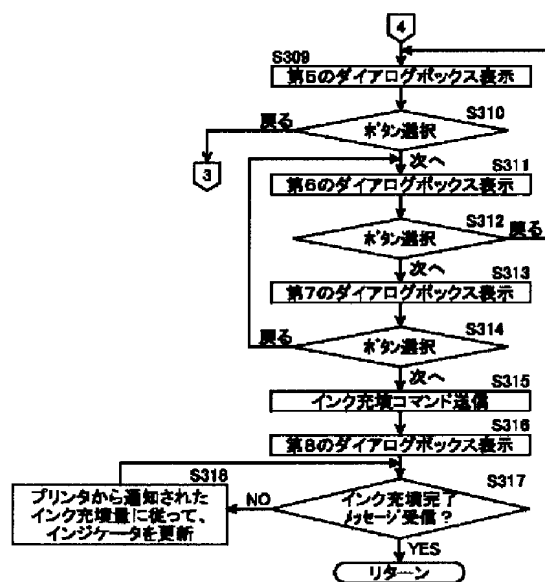 4
S309
第5のダイアログボックス表示
S310
戻る
ボタン選択
3
次へ
S311
第6のダイアログボックス表示
S312
戻る
ボタン選択
次へ
S313
第7のダイアログボックス表示
S314
戻る
ボタン選択
次へ
S315
インク充填コマンド送信
S316
第8のダイアログボックス表示
S318
S317
プリンタから通知された
インク充填量に従って、
インジケータを更新
NO
インク充填完了
メッセージ受信？
YES
リターン